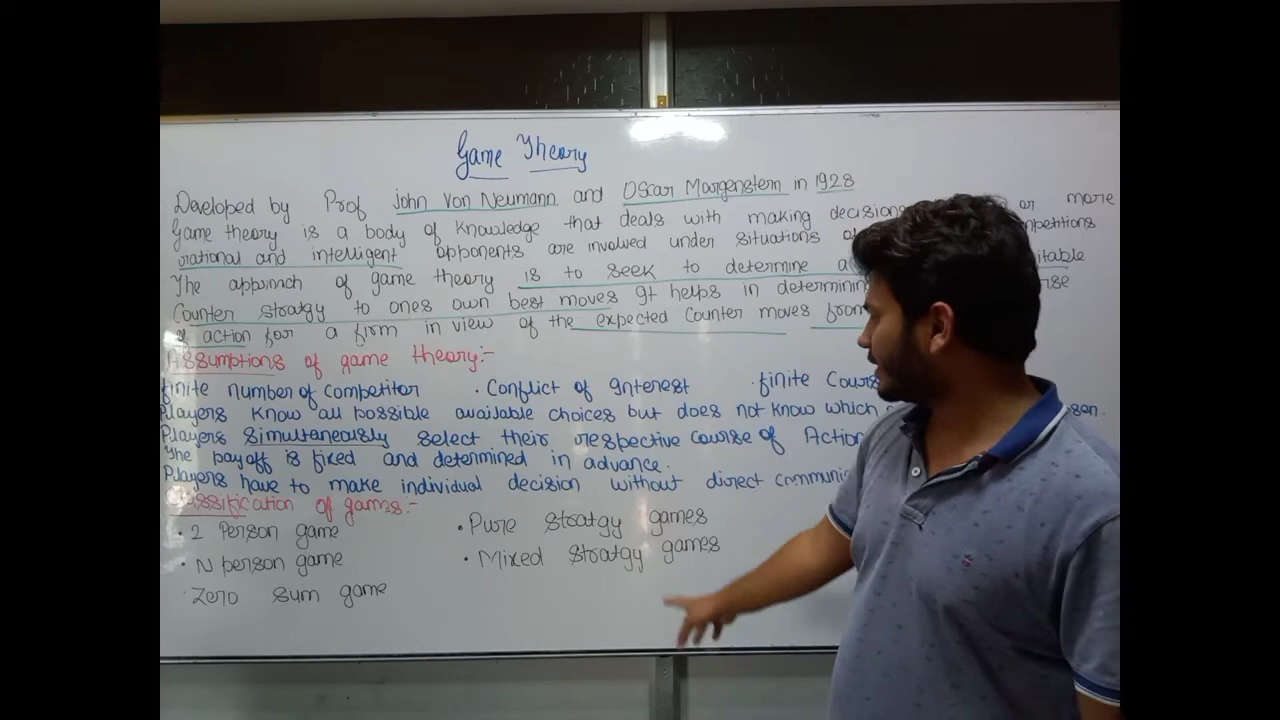 Game Theory
Developed by Prof John Von Neumann and Oscar Morgenstern in 1928
Game theory is a body of knowledge that deals with making decisions or more
rational and intelligent opponents are involved under situations of
The approach of game theory is to seek to determine a
Counter stratgy to ones own best moves It helps in determining
of action for a firm in view of the expected Counter moves from
Assumptions of game theory:-
finite number of Competitor · Conflict of Interest · finite Cours
Players know all possible available choices but does not know which
Players simultaneously select their respective Course of Action
The payoff is fixed and determined in advance.
Players have to make individual decision without direct communi
Classification of games:-
· 2 Person game · Pure stratgy games
· N person game · Mixed stratgy games
· Zero sum game